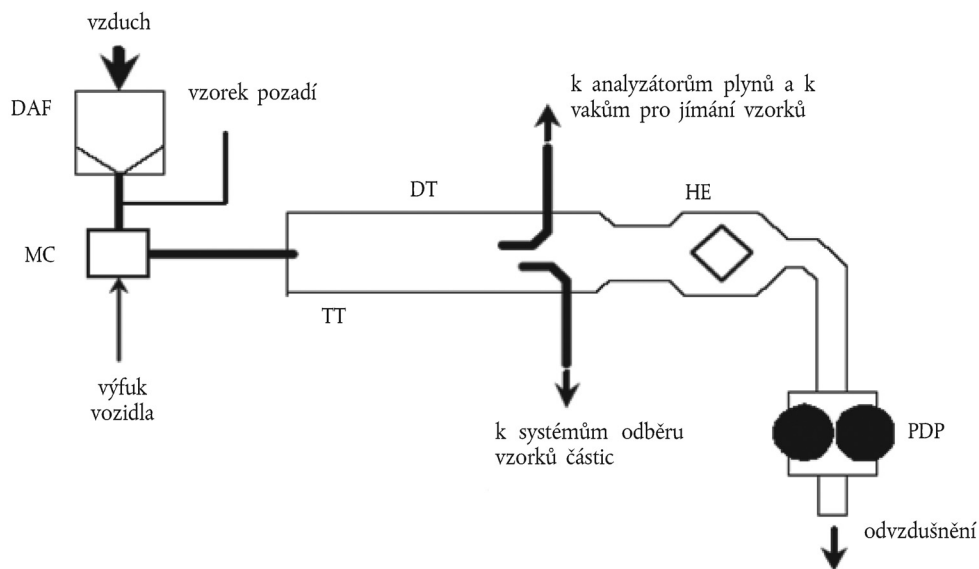 vzduch
DAF
vzorek pozadí
k analyzátorům plynů a k
vakům pro jímání vzorků
DT
HE
MC
TT
výfuk
vozidla
k systémům odběru
vzorků částic
PDP
odvzdušnění